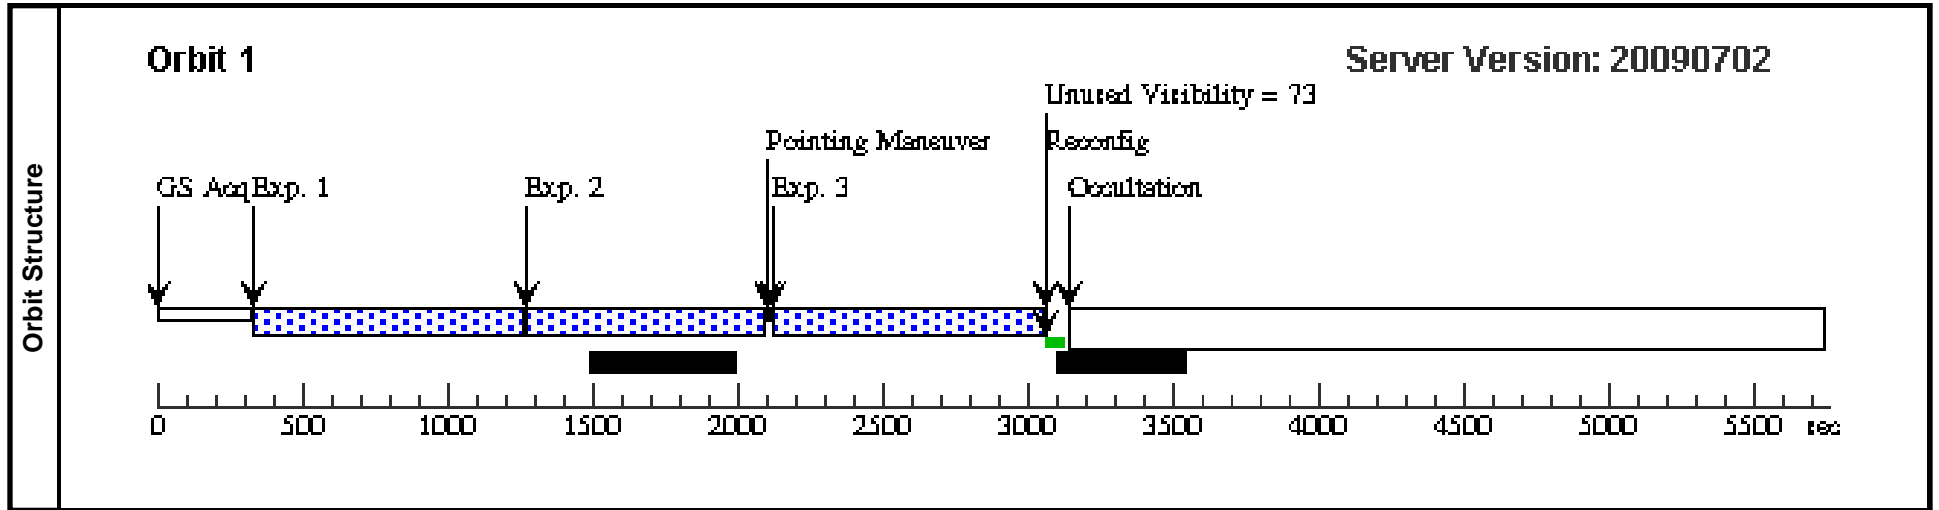 Orbit Structure
Orbit 1
Server Version: 20090702
Unused Visibility = 73
Pointing Maneuver
Reconfig
GS Acq
Exp. 1
Exp. 2
Exp. 3
Occultation
0 500 1000 1500 2000 2500 3000 3500 4000 4500 5000 5500 sec